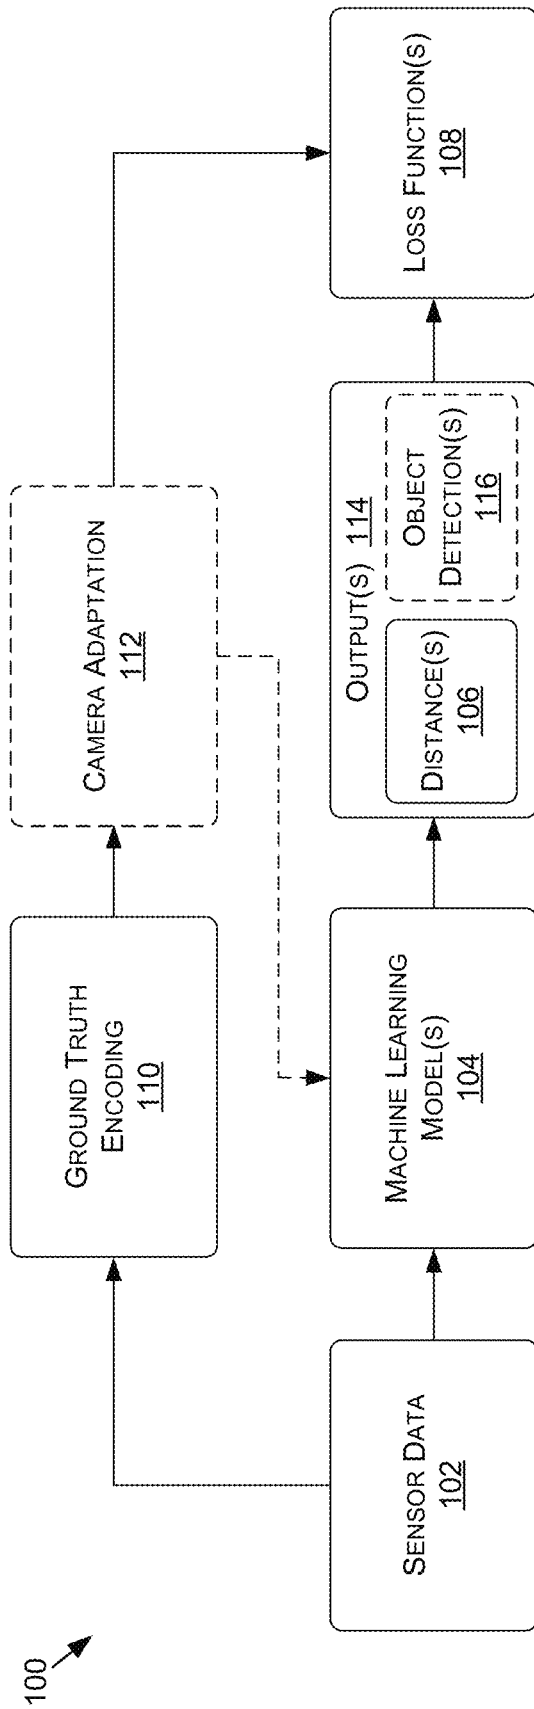 100
GROUND TRUTH
ENCODING
110
CAMERA ADAPTATION
112
SENSOR DATA
102
MACHINE LEARNING
MODEL(S)
104
OUTPUT(S) 114
DISTANCE(S)
106
OBJECT
DETECTION(S)
116
LOSS FUNCTION(S)
108